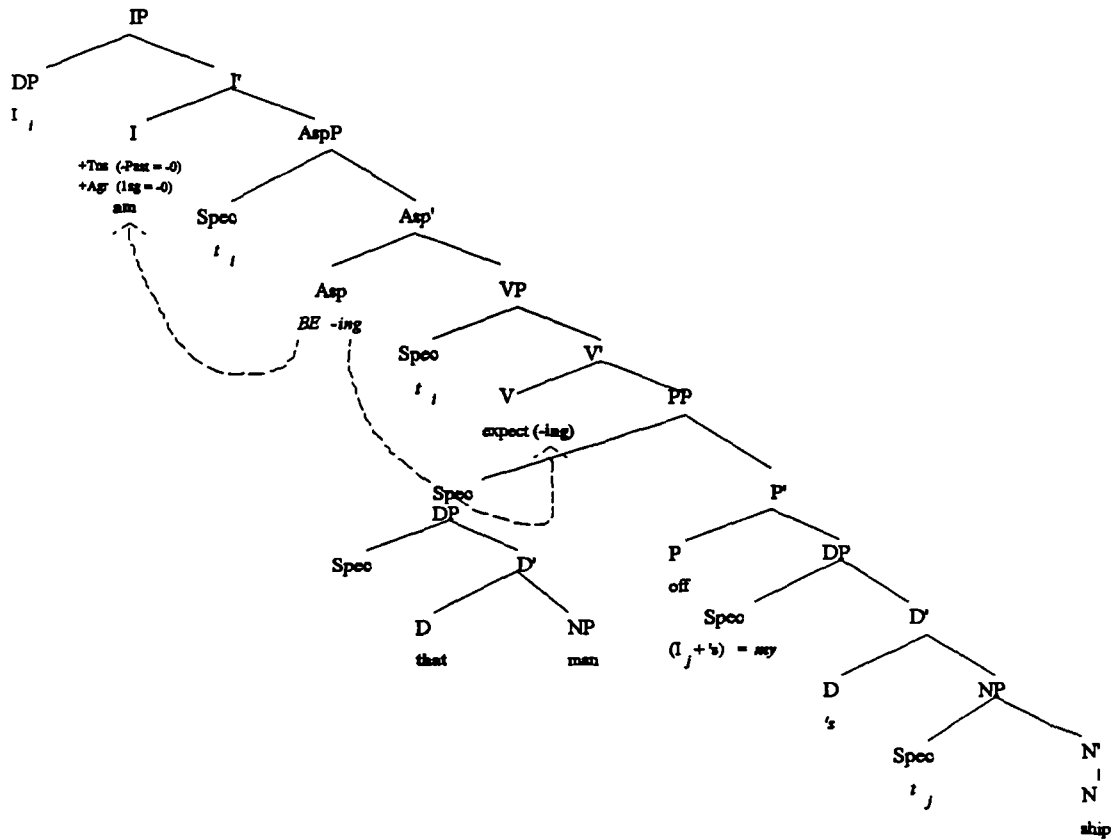 IP
DP I'
I i
I AspP
+Tns (-Past = -0)
+Agr (1sg = -0)
am
Spec Asp'
t i
Asp VP
BE -ing
Spec V'
t i
V PP
expect (-ing)
Spec P'
DP
P DP
off
Spec D'
D NP
that man
Spec D'
(I j + 's) = my
D NP
's
Spec N'
t j
N
ship